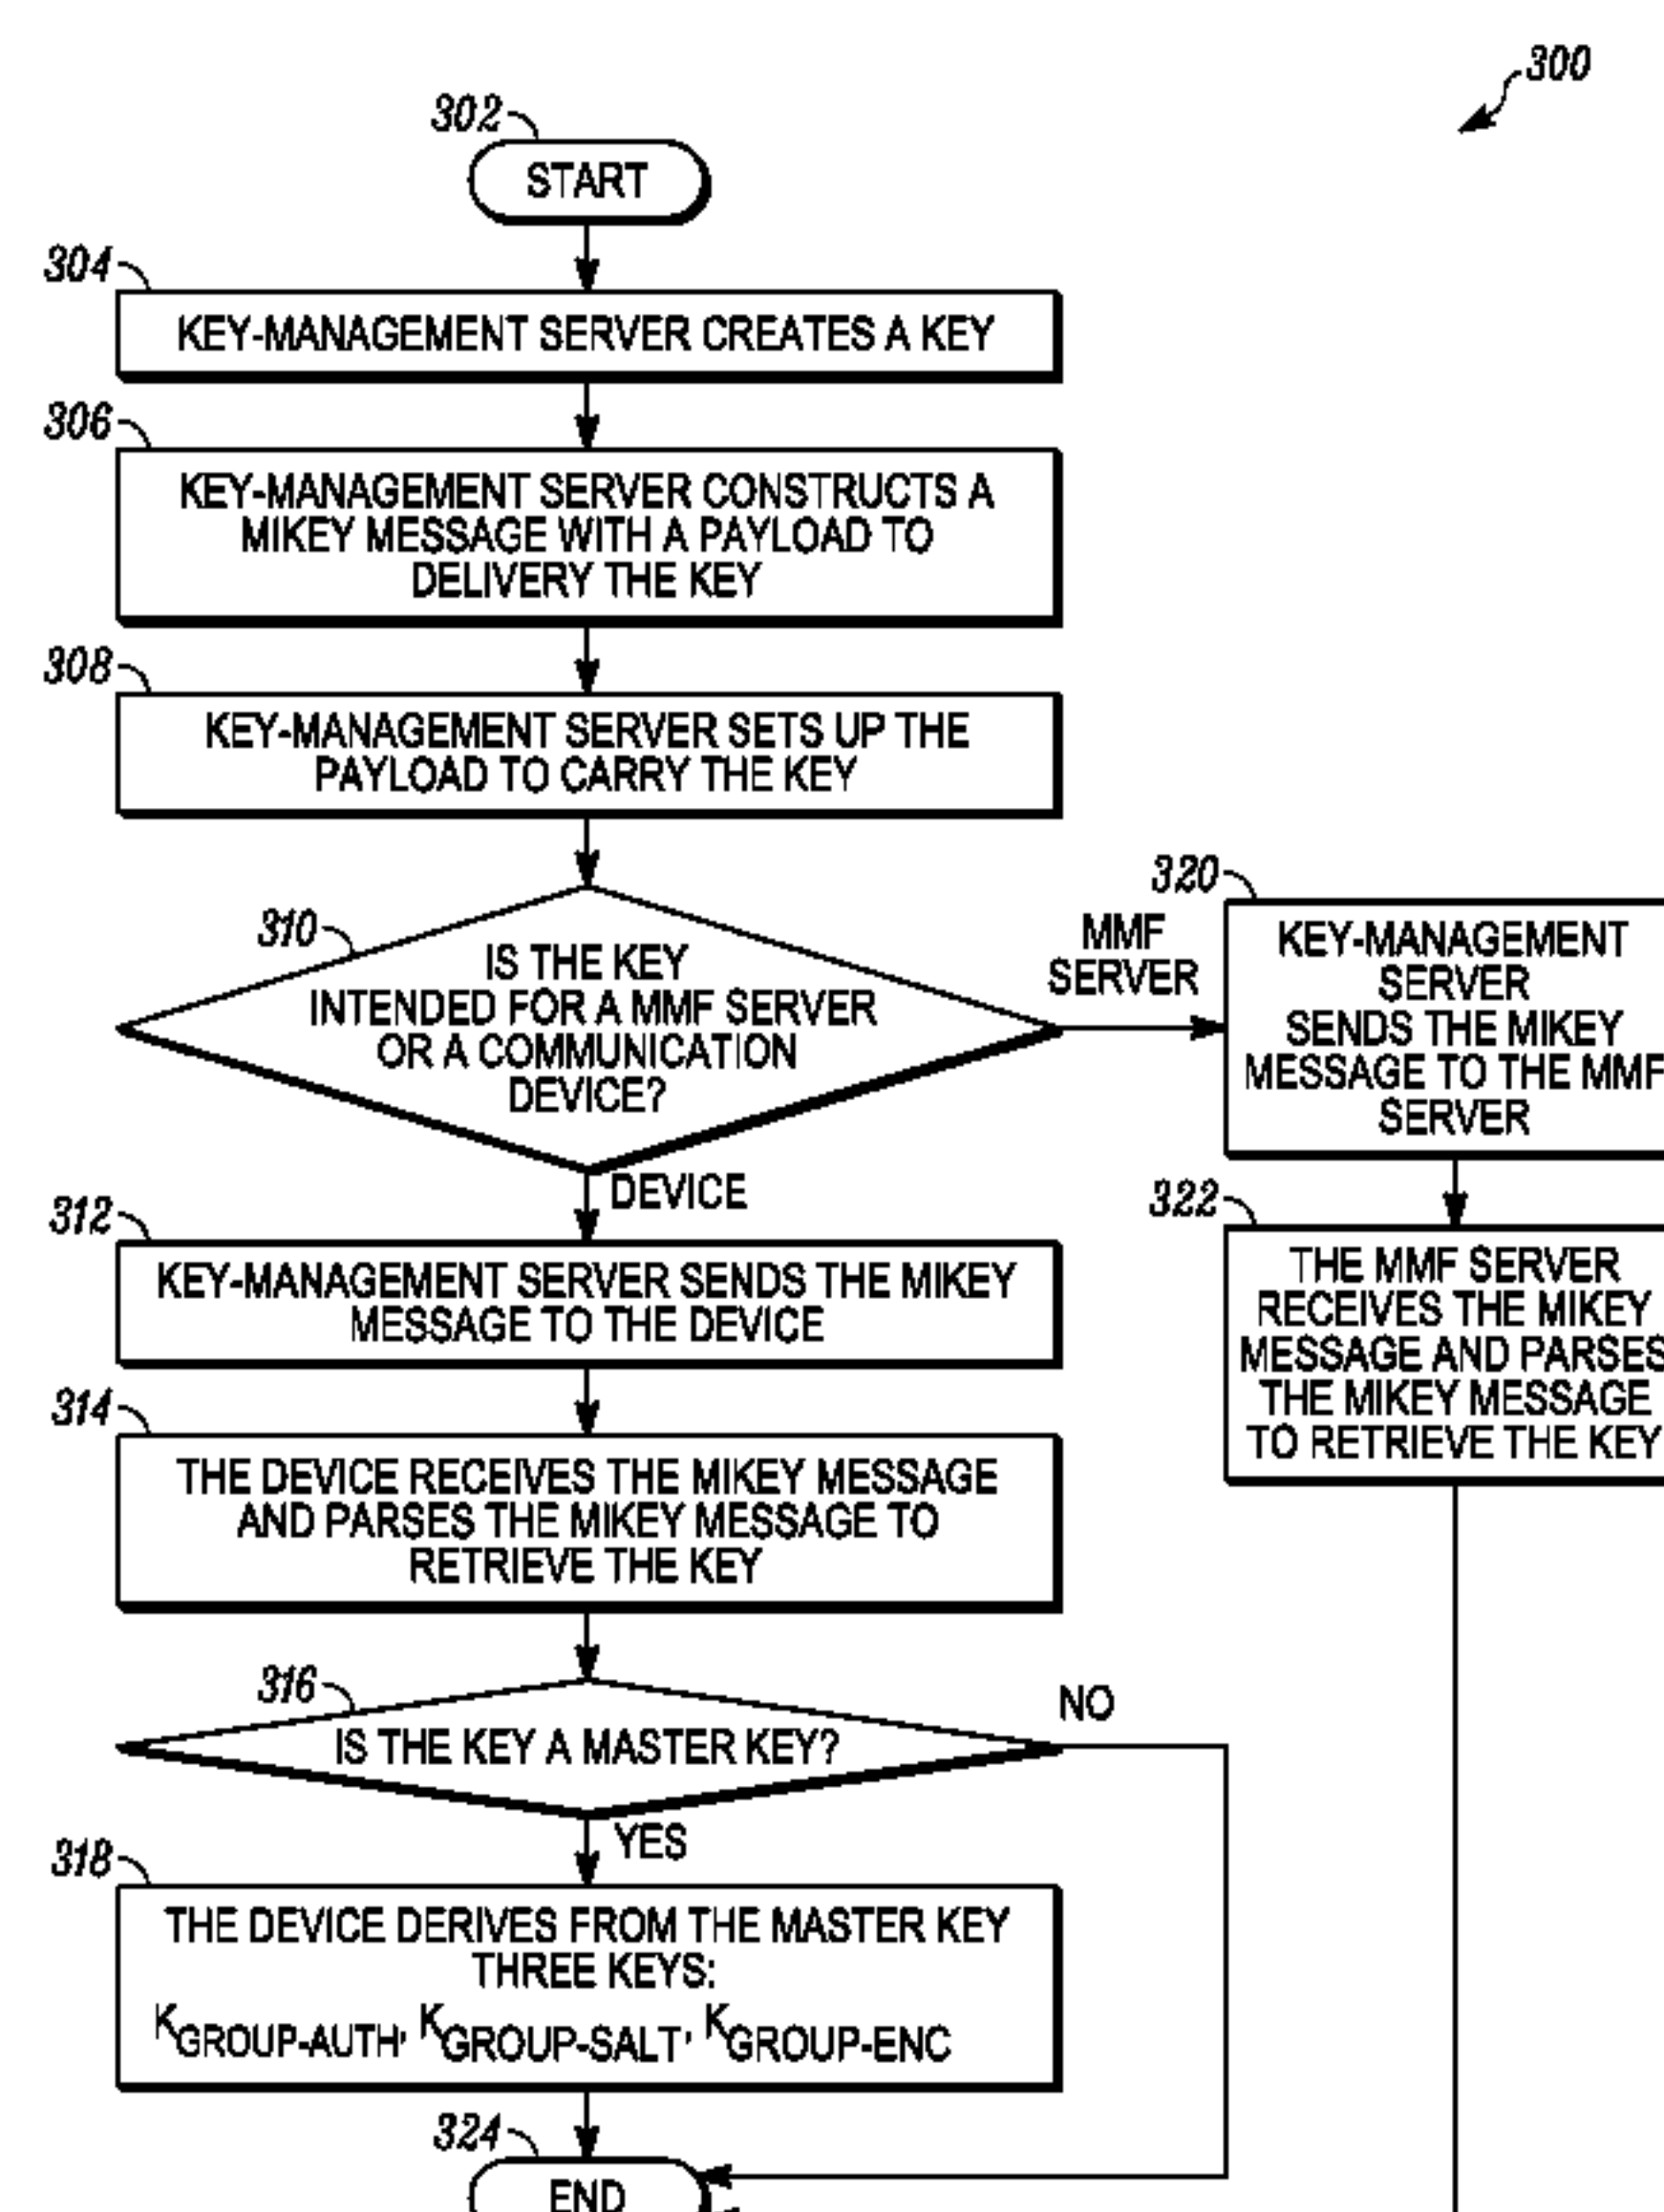 300
302
START
304
KEY-MANAGEMENT SERVER CREATES A KEY
306
KEY-MANAGEMENT SERVER CONSTRUCTS A
MIKEY MESSAGE WITH A PAYLOAD TO
DELIVERY THE KEY
308
KEY-MANAGEMENT SERVER SETS UP THE
PAYLOAD TO CARRY THE KEY
310
IS THE KEY
INTENDED FOR A MMF SERVER
OR A COMMUNICATION
DEVICE?
MMF
SERVER
320
KEY-MANAGEMENT
SERVER
SENDS THE MIKEY
MESSAGE TO THE MMF
SERVER
DEVICE
312
KEY-MANAGEMENT SERVER SENDS THE MIKEY
MESSAGE TO THE DEVICE
322
THE MMF SERVER
RECEIVES THE MIKEY
MESSAGE AND PARSES
THE MIKEY MESSAGE
TO RETRIEVE THE KEY
314
THE DEVICE RECEIVES THE MIKEY MESSAGE
AND PARSES THE MIKEY MESSAGE TO
RETRIEVE THE KEY
316
IS THE KEY A MASTER KEY?
NO
YES
318
THE DEVICE DERIVES FROM THE MASTER KEY
THREE KEYS:
KGROUP-AUTH, KGROUP-SALT, KGROUP-ENC
324
END